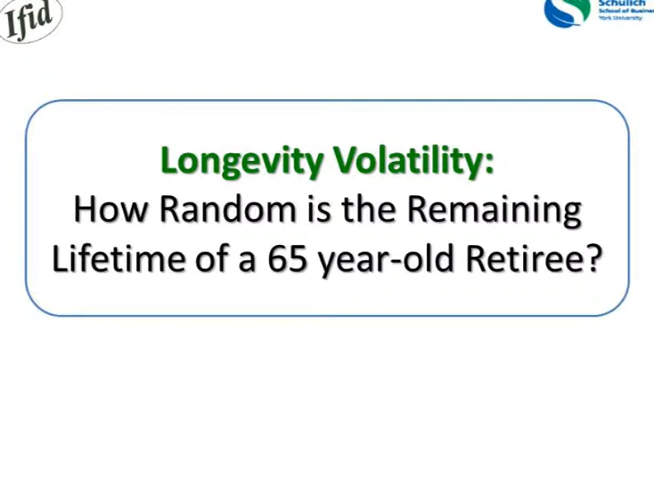 Ifid
Schulich
School of Business
York University
Longevity Volatility:
How Random is the Remaining
Lifetime of a 65 year-old Retiree?